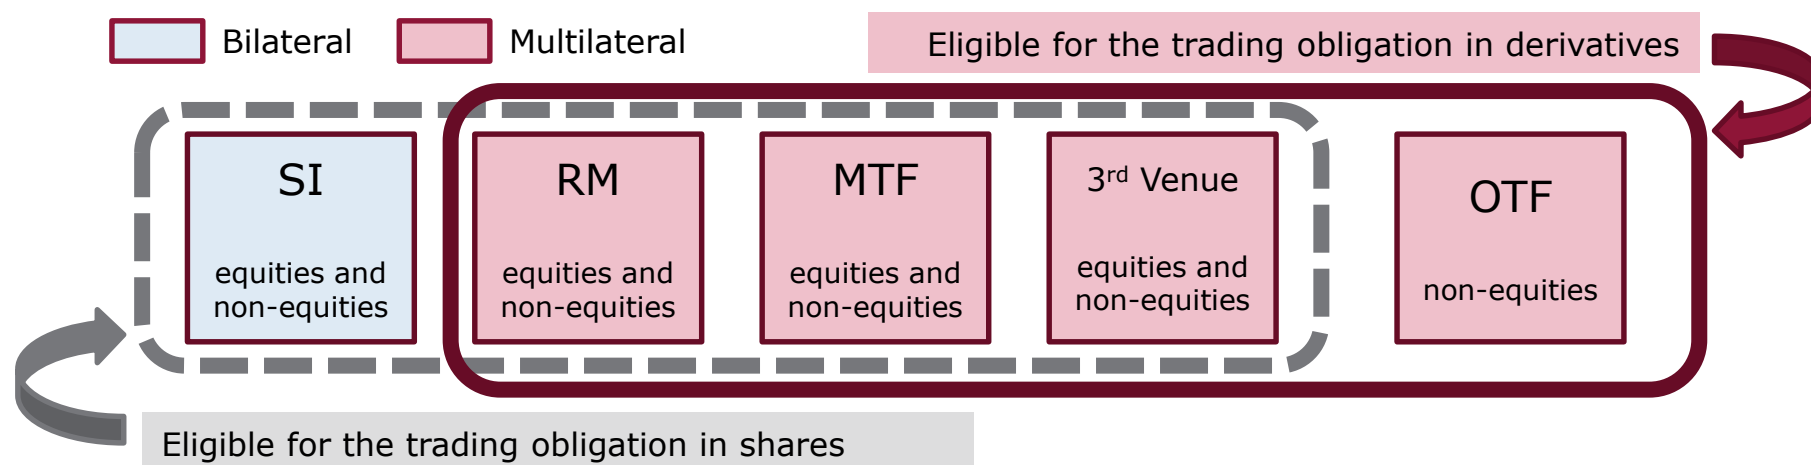 Bilateral
Multilateral
Eligible for the trading obligation in derivatives
SI
equities and
non-equities
RM
equities and
non-equities
MTF
equities and
non-equities
3rd Venue
equities and
non-equities
OTF
non-equities
Eligible for the trading obligation in shares